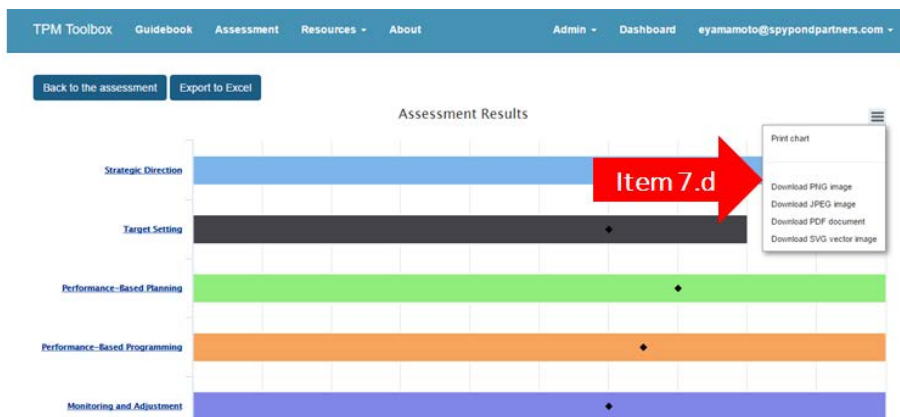 TPM Toolbox Guidebook Assessment Resources About Admin Dashboard eyamamoto@spypondpartners.com
Back to the assessment Export to Excel
Assessment Results
Print chart
Strategic Direction
Item 7.d
Download PNG image
Download JPEG image
Download PDF document
Download SVG vector image
Target Setting
Performance-Based Planning
Performance-Based Programming
Monitoring and Adjustment